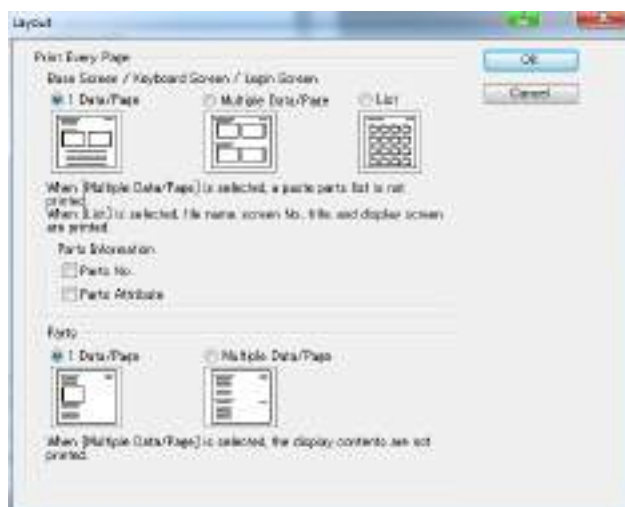 Layout
Print Every Page
Base Screen / Keyboard Screen / Login Screen
1 Data/Page
Multiple Data/Page
List
When [Multiple Data/Page] is selected, a paste parts list is not
printed.
When [List] is selected, file name, screen No., title, and display screen
are printed.
Parts Information
Parts No.
Parts Attribute
Parts
1 Data/Page
Multiple Data/Page
When [Multiple Data/Page] is selected, the display contents are not
printed.
OK
Cancel